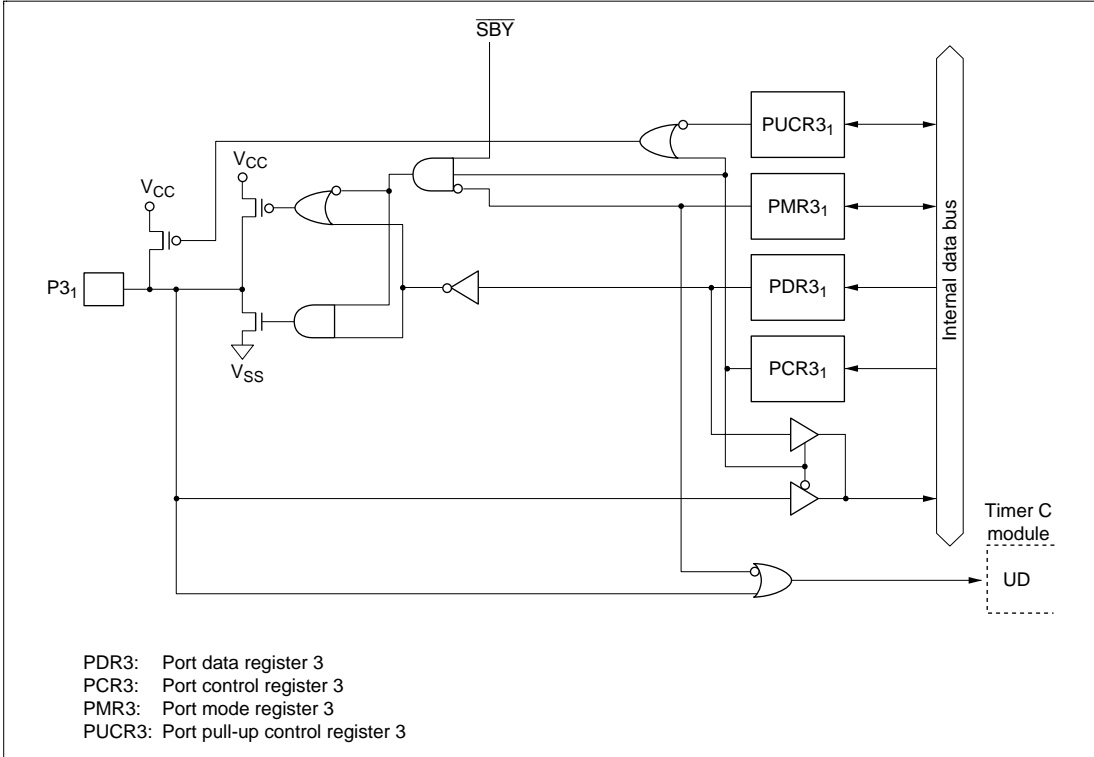 SBY
PUCR3₁
V_CC
V_CC
PMR3₁
Internal data bus
P3₁
PDR3₁
V_SS
PCR3₁
Timer C
module
UD
PDR3: Port data register 3
PCR3: Port control register 3
PMR3: Port mode register 3
PUCR3: Port pull-up control register 3